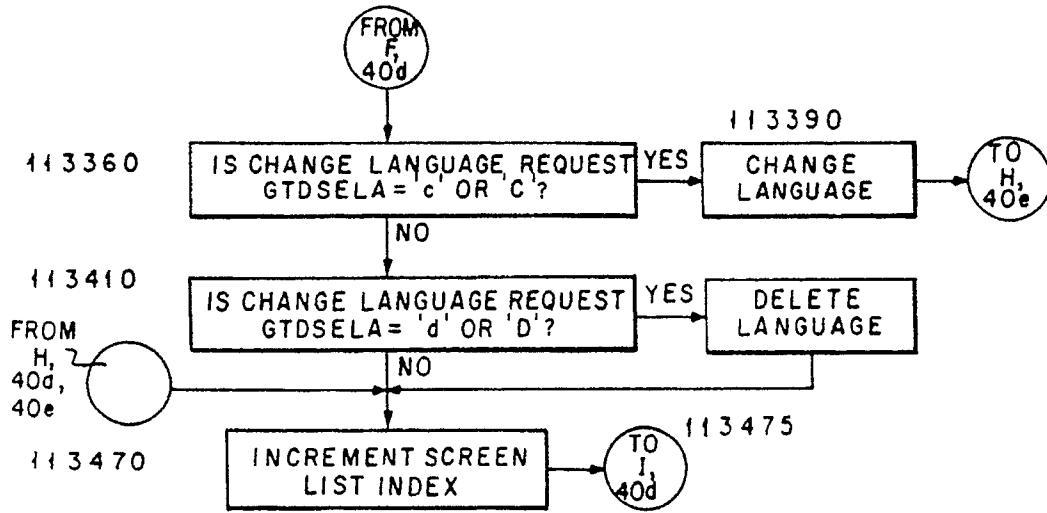 FROM
F,
40d
113390
113360
IS CHANGE LANGUAGE REQUEST
GTDSELA = 'c' OR 'C'?
YES
CHANGE
LANGUAGE
TO
H,
40e
NO
113410
IS CHANGE LANGUAGE REQUEST
GTDSELA = 'd' OR 'D'?
YES
DELETE
LANGUAGE
FROM
H,
40d,
40e
NO
113470
INCREMENT SCREEN
LIST INDEX
TO
I,
40d
113475